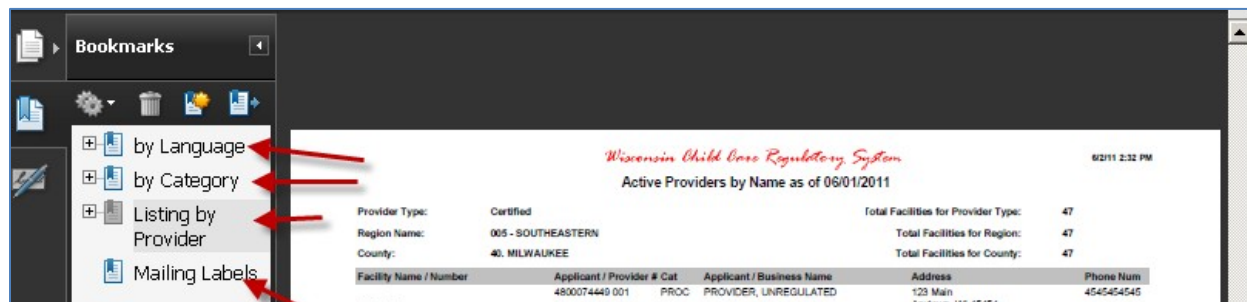 Bookmarks
by Language
by Category
Listing by
Provider
Mailing Labels
Wisconsin Child Care Regulatory System
6/2/11 2:32 PM
Active Providers by Name as of 06/01/2011
Provider Type: Certified Total Facilities for Provider Type: 47
Region Name: 005 - SOUTHEASTERN Total Facilities for Region: 47
County: 40. MILWAUKEE Total Facilities for County: 47
Facility Name / Number Applicant / Provider # Cat Applicant / Business Name Address Phone Num
4800074449 001 PROC PROVIDER, UNREGULATED 123 Main 4545454545